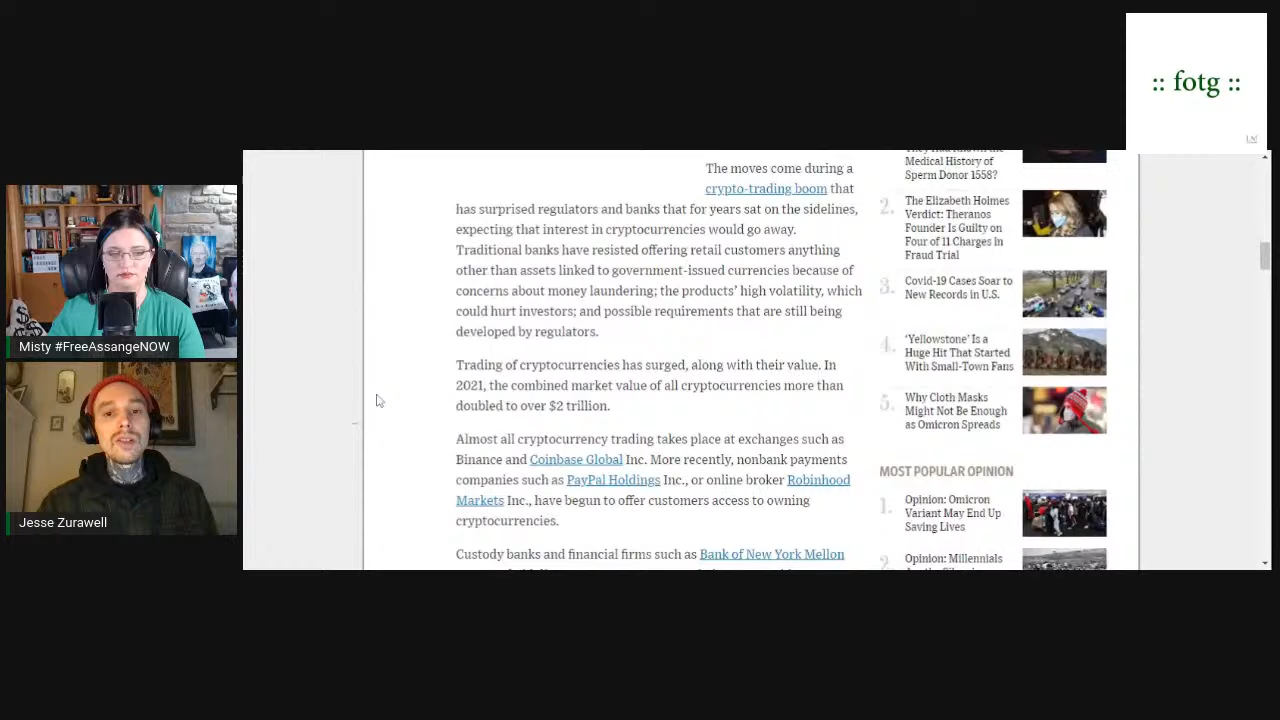 :: fotg ::
Misty #FreeAssangeNOW
Jesse Zurawell
The moves come during a
crypto-trading boom that
has surprised regulators and banks that for years sat on the sidelines,
expecting that interest in cryptocurrencies would go away.
Traditional banks have resisted offering retail customers anything
other than assets linked to government-issued currencies because of
concerns about money laundering; the products' high volatility, which
could hurt investors; and possible requirements that are still being
developed by regulators.
Trading of cryptocurrencies has surged, along with their value. In
2021, the combined market value of all cryptocurrencies more than
doubled to over $2 trillion.
Almost all cryptocurrency trading takes place at exchanges such as
Binance and Coinbase Global Inc. More recently, nonbank payments
companies such as PayPal Holdings Inc., or online broker Robinhood
Markets Inc., have begun to offer customers access to owning
cryptocurrencies.
Custody banks and financial firms such as Bank of New York Mellon
They Had Known the
Medical History of
Sperm Donor 1558?
2.
The Elizabeth Holmes
Verdict: Theranos
Founder Is Guilty on
Four of 11 Charges in
Fraud Trial
3.
Covid-19 Cases Soar to
New Records in U.S.
4.
‘Yellowstone’ Is a
Huge Hit That Started
With Small-Town Fans
5.
Why Cloth Masks
Might Not Be Enough
as Omicron Spreads
MOST POPULAR OPINION
1.
Opinion: Omicron
Variant May End Up
Saving Lives
2.
Opinion: Millennials